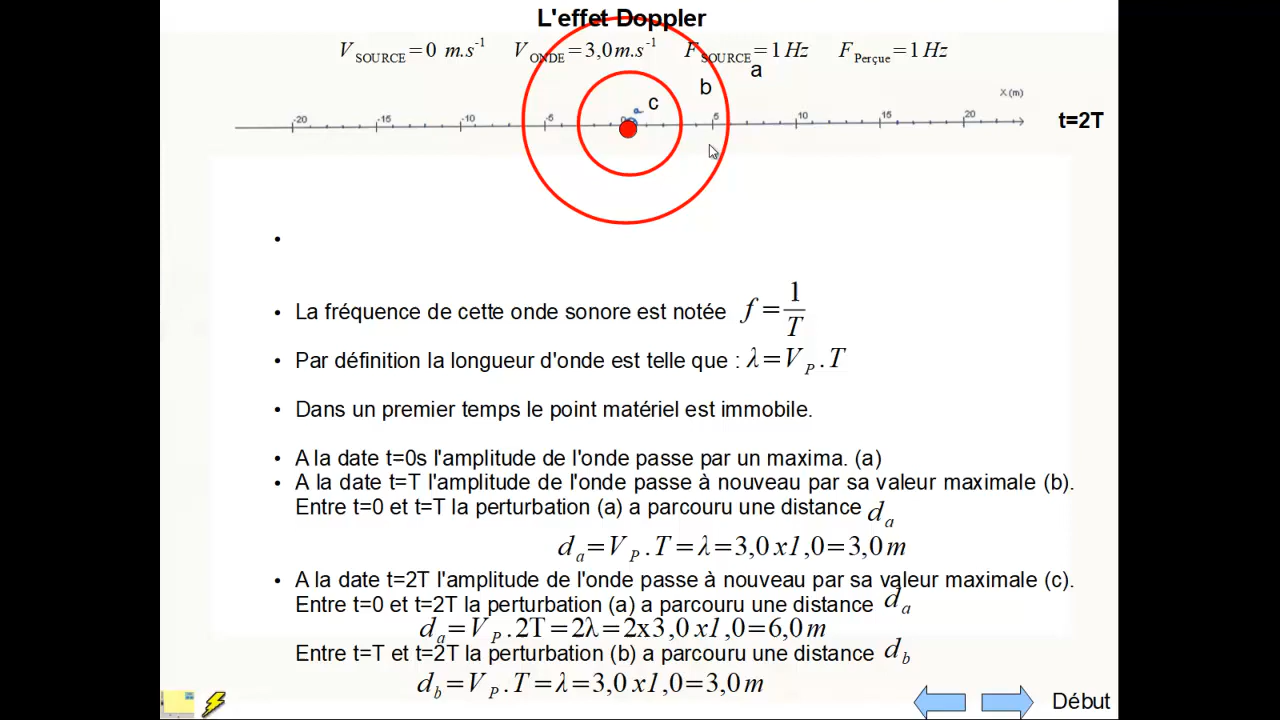 L'effet Doppler
V SOURCE = 0 m.s⁻¹ V ONDE = 3,0 m.s⁻¹ F SOURCE = 1 Hz F Perçue = 1 Hz
a
b
c
a
X(m)
-20 -15 -10 -5 0 5 10 15 20
t=2T
• La fréquence de cette onde sonore est notée f = 1/T
• Par définition la longueur d'onde est telle que : λ = V_P . T
• Dans un premier temps le point matériel est immobile.
• A la date t=0s l'amplitude de l'onde passe par un maxima. (a)
• A la date t=T l'amplitude de l'onde passe à nouveau par sa valeur maximale (b).
Entre t=0 et t=T la perturbation (a) a parcouru une distance d_a
d_a = V_P . T = λ = 3,0 x 1,0 = 3,0 m
• A la date t=2T l'amplitude de l'onde passe à nouveau par sa valeur maximale (c).
Entre t=0 et t=2T la perturbation (a) a parcouru une distance d_a
d_a = V_P . 2T = 2λ = 2x3,0 x 1,0 = 6,0 m
Entre t=T et t=2T la perturbation (b) a parcouru une distance d_b
d_b = V_P . T = λ = 3,0 x 1,0 = 3,0 m
Début